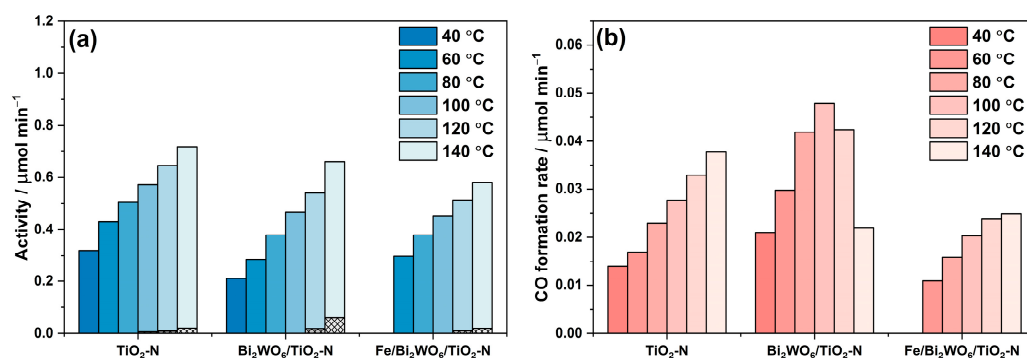 (a)
Activity / μmol min⁻¹
1.2
1.0
0.8
0.6
0.4
0.2
0.0
40 °C
60 °C
80 °C
100 °C
120 °C
140 °C
TiO₂-N
Bi₂WO₆/TiO₂-N
Fe/Bi₂WO₆/TiO₂-N
(b)
CO formation rate / μmol min⁻¹
0.06
0.05
0.04
0.03
0.02
0.01
0.00
40 °C
60 °C
80 °C
100 °C
120 °C
140 °C
TiO₂-N
Bi₂WO₆/TiO₂-N
Fe/Bi₂WO₆/TiO₂-N